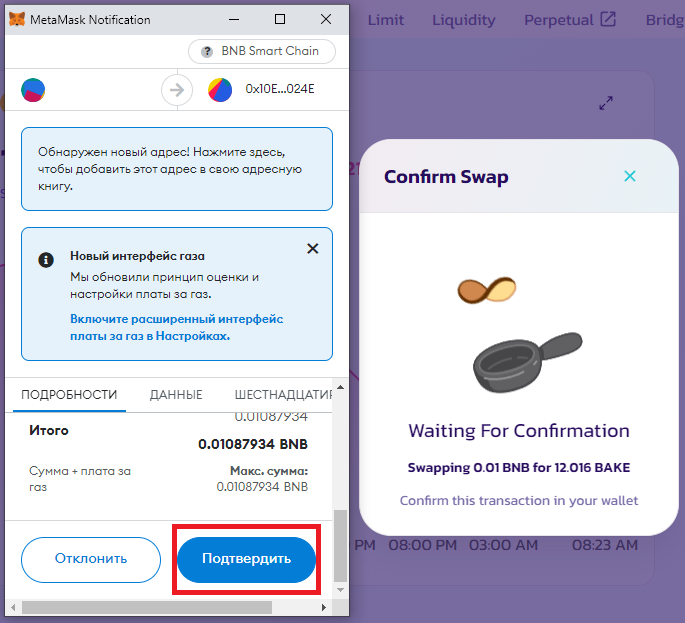 MetaMask Notification
Limit Liquidity Perpetual Bridg
? BNB Smart Chain
0x10E...024E
Обнаружен новый адрес! Нажмите здесь,
чтобы добавить этот адрес в свою адресную
книгу.
Новый интерфейс газа
Мы обновили принцип оценки и
настройки платы за газ.
Включите расширенный интерфейс
платы за газ в Настройках.
ПОДРОБНОСТИ ДАННЫЕ ШЕСТНАДЦАТИР
0.01087934
Итого
0.01087934 BNB
Сумма + плата за
газ
Макс. сумма:
0.01087934 BNB
Отклонить Подтвердить
Confirm Swap
Waiting For Confirmation
Swapping 0.01 BNB for 12.016 BAKE
Confirm this transaction in your wallet
PM 08:00 PM 03:00 AM 08:23 AM